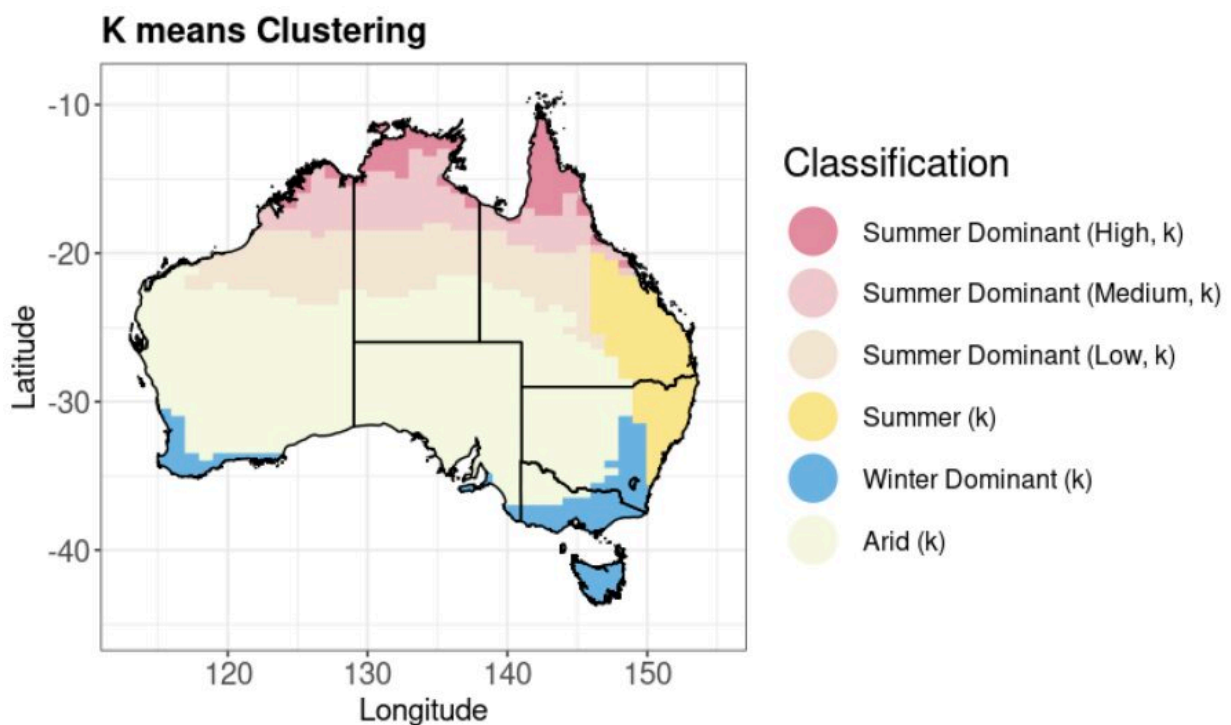 K means Clustering
-10
-20
-30
-40
Latitude
120 130 140 150
Longitude
Classification
Summer Dominant (High, k)
Summer Dominant (Medium, k)
Summer Dominant (Low, k)
Summer (k)
Winter Dominant (k)
Arid (k)